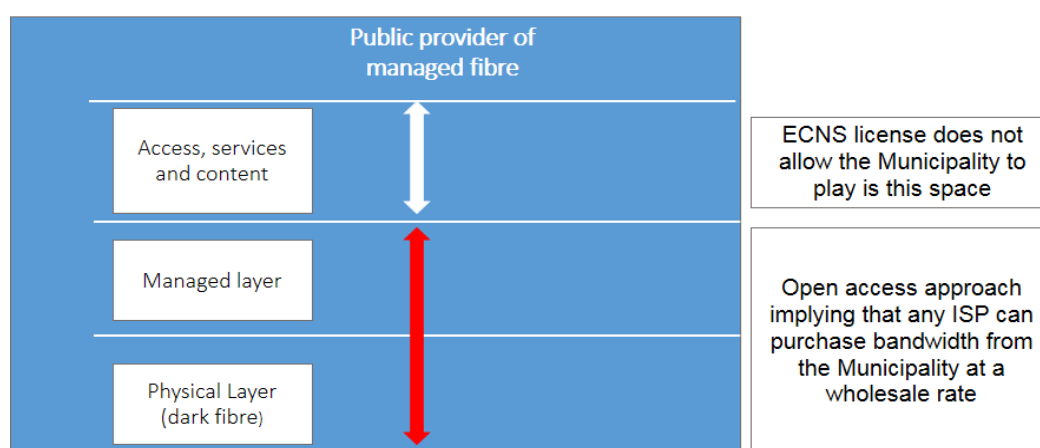 Public provider of
managed fibre
Access, services
and content
ECNS license does not
allow the Municipality to
play is this space
Managed layer
Open access approach
implying that any ISP can
purchase bandwidth from
the Municipality at a
wholesale rate
Physical Layer
(dark fibre)